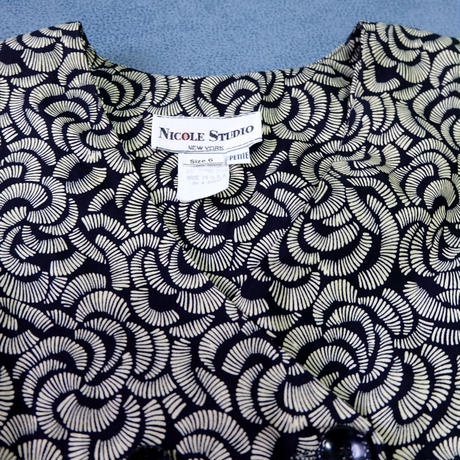 NICOLE STUDIO
NEW YORK
Size 6
PETITE